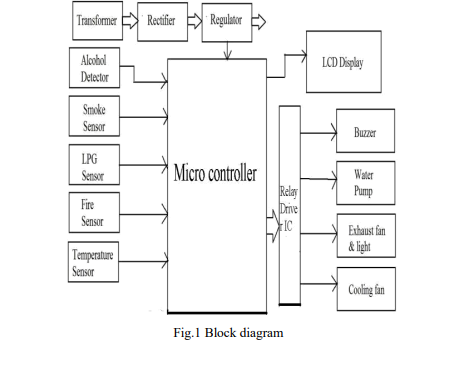 Transformer
Rectifier
Regulator
Alcohol
Detector
Smoke
Sensor
LPG
Sensor
Fire
Sensor
Temperature
Sensor
Micro controller
LCD Display
Relay
Drive
r IC
Buzzer
Water
Pump
Exhaust fan
& light
Cooling fan
Fig.1 Block diagram